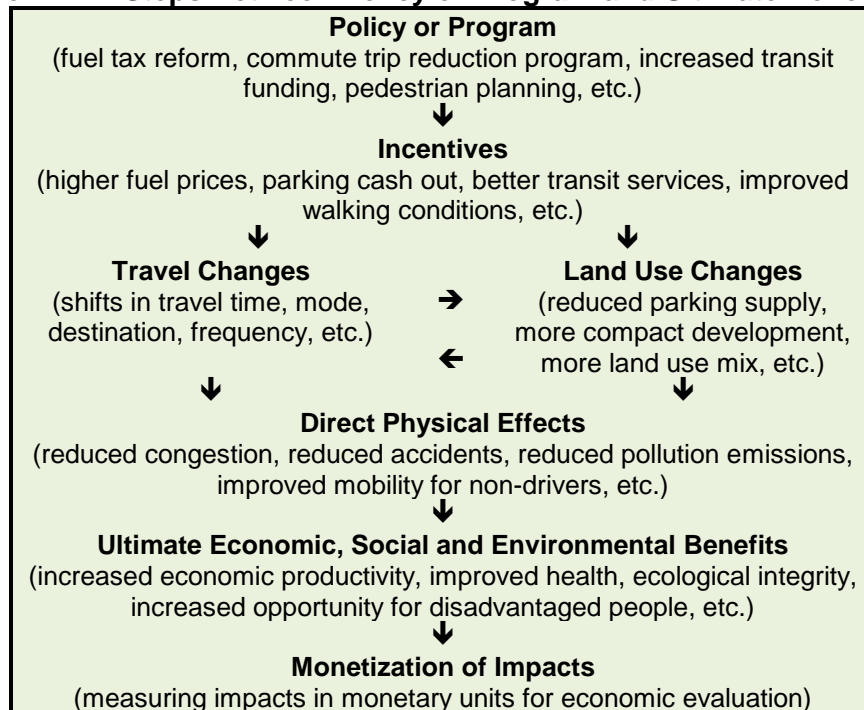 Policy or Program
(fuel tax reform, commute trip reduction program, increased transit
funding, pedestrian planning, etc.)
Incentives
(higher fuel prices, parking cash out, better transit services, improved
walking conditions, etc.)
Travel Changes
(shifts in travel time, mode,
destination, frequency, etc.)
Land Use Changes
(reduced parking supply,
more compact development,
more land use mix, etc.)
Direct Physical Effects
(reduced congestion, reduced accidents, reduced pollution emissions,
improved mobility for non-drivers, etc.)
Ultimate Economic, Social and Environmental Benefits
(increased economic productivity, improved health, ecological integrity,
increased opportunity for disadvantaged people, etc.)
Monetization of Impacts
(measuring impacts in monetary units for economic evaluation)